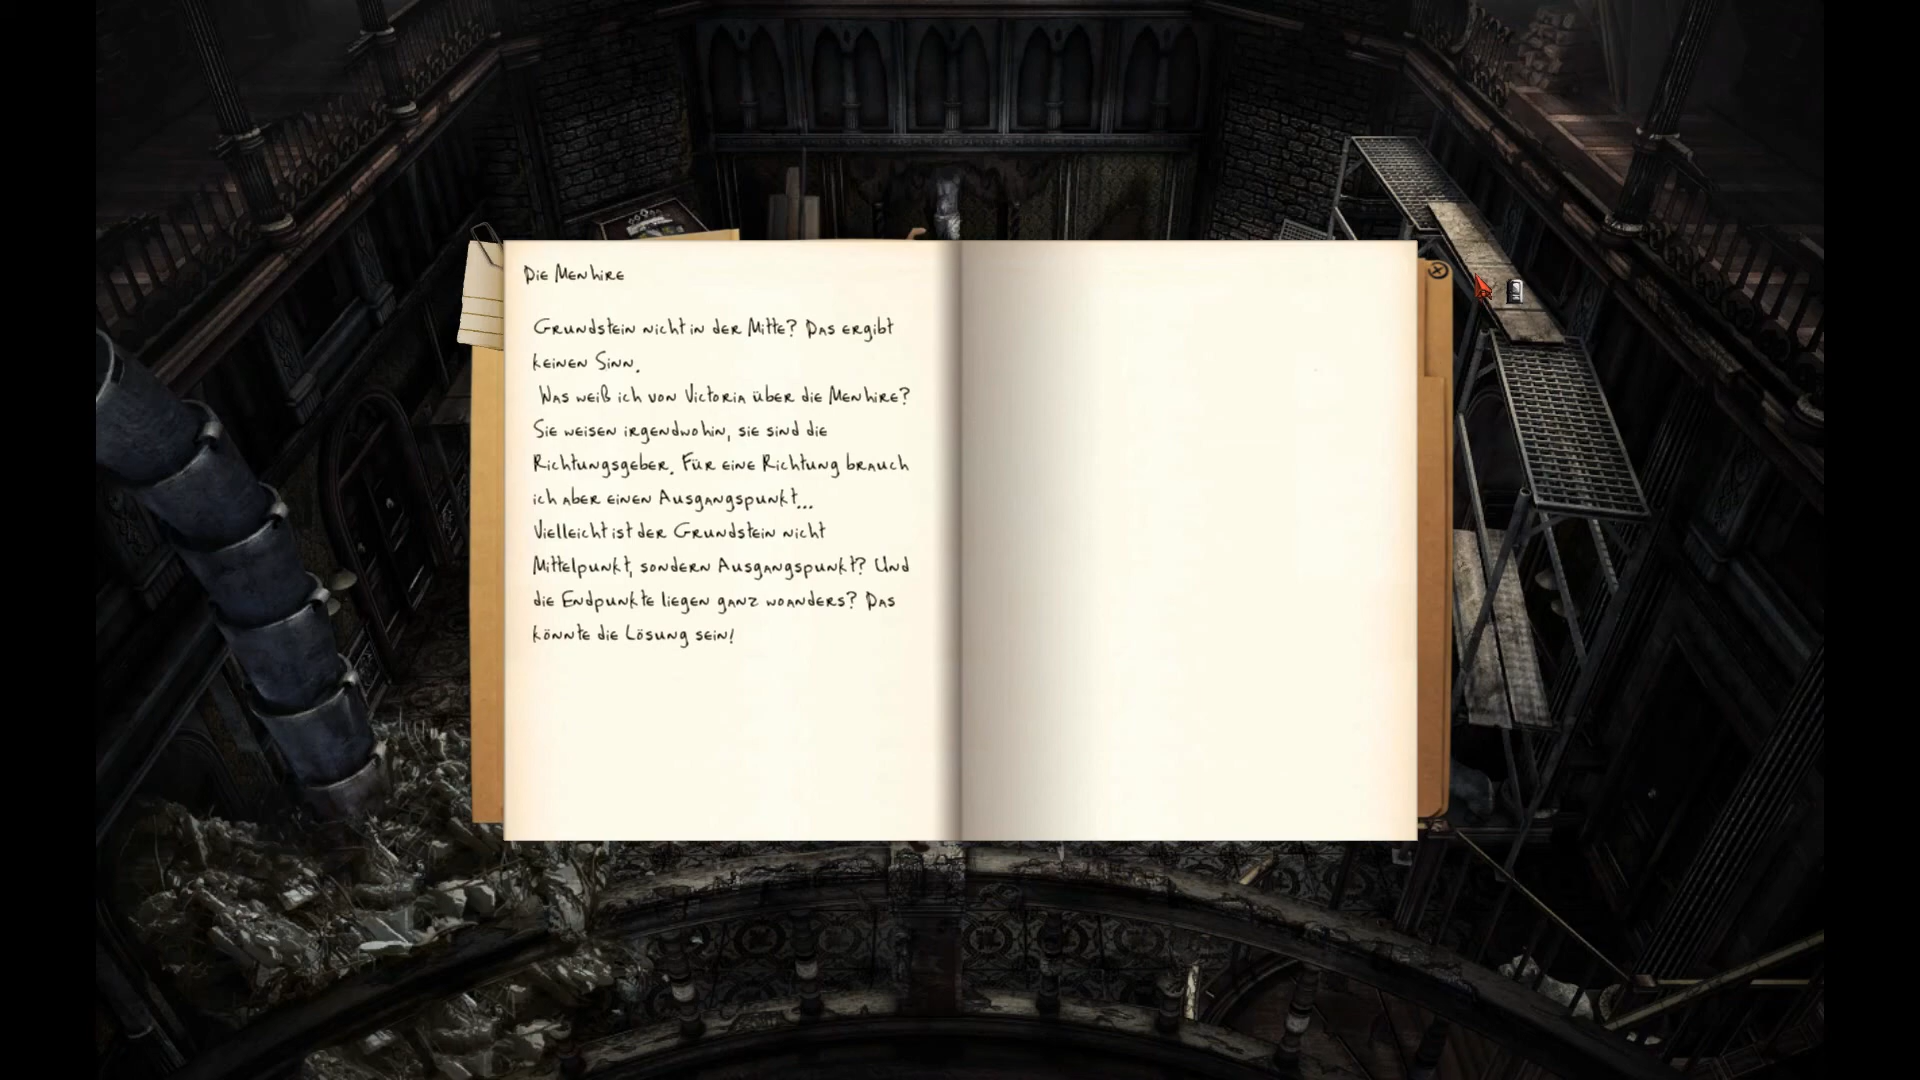 Die Menhire
Grundstein nicht in der Mitte? Das ergibt
keinen Sinn.
Was weiß ich von Victoria über die Menhire?
Sie weisen irgendwohin, sie sind die
Richtungsgeber. Für eine Richtung brauch
ich aber einen Ausgangspunkt...
Vielleicht ist der Grundstein nicht
Mittelpunkt, sondern Ausgangspunkt? Und
die Endpunkte liegen ganz woanders? Das
könnte die Lösung sein!